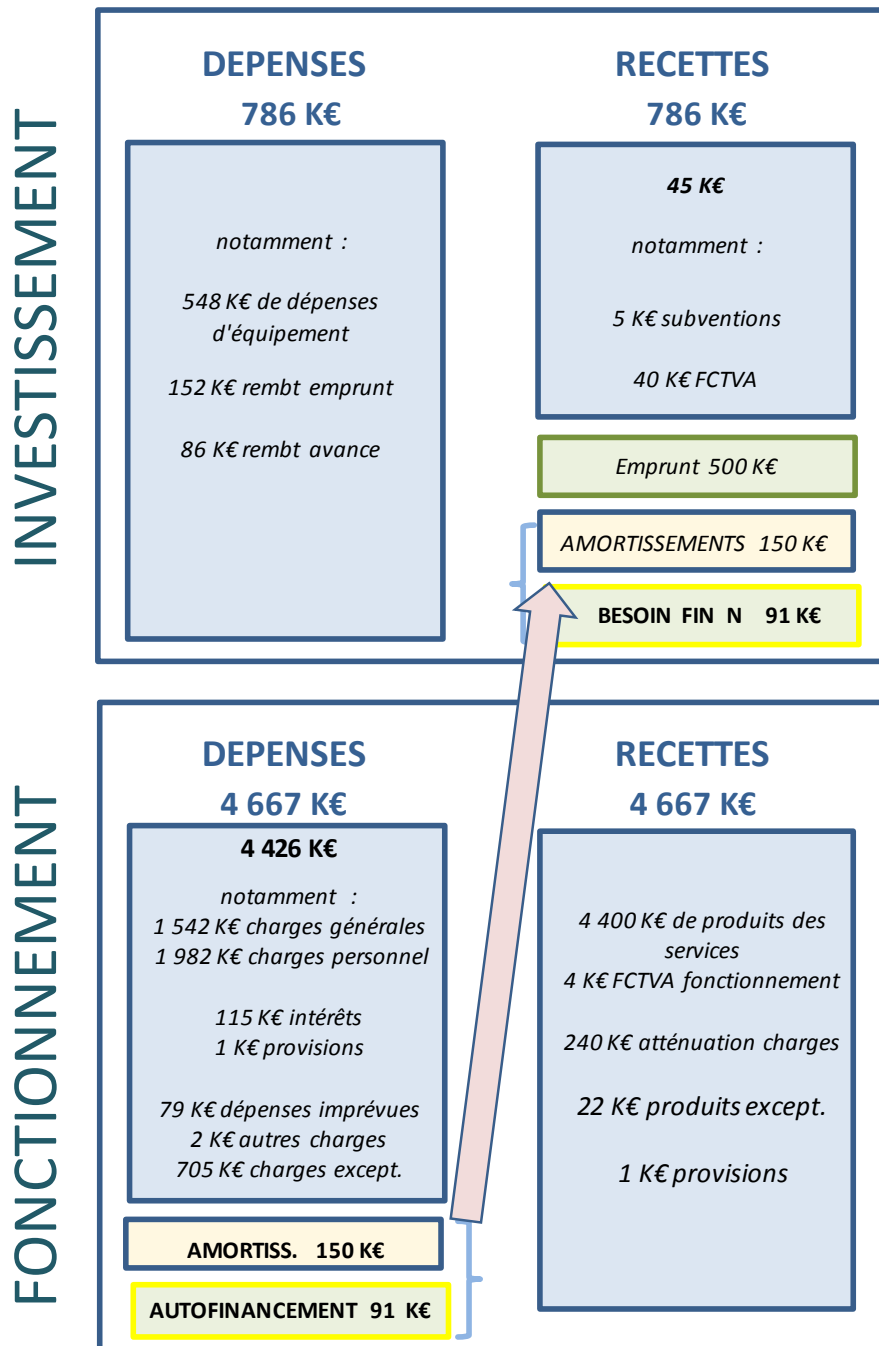 INVESTISSEMENT
DEPENSES
786 K€
notamment :
548 K€ de dépenses
d'équipement
152 K€ rembt emprunt
86 K€ rembt avance
RECETTES
786 K€
45 K€
notamment :
5 K€ subventions
40 K€ FCTVA
Emprunt 500 K€
AMORTISSEMENTS 150 K€
BESOIN FIN N 91 K€
FONCTIONNEMENT
DEPENSES
4 667 K€
4 426 K€
notamment :
1 542 K€ charges générales
1 982 K€ charges personnel
115 K€ intérêts
1 K€ provisions
79 K€ dépenses imprévues
2 K€ autres charges
705 K€ charges except.
AMORTISS. 150 K€
AUTOFINANCEMENT 91 K€
RECETTES
4 667 K€
4 400 K€ de produits des
services
4 K€ FCTVA fonctionnement
240 K€ atténuation charges
22 K€ produits except.
1 K€ provisions